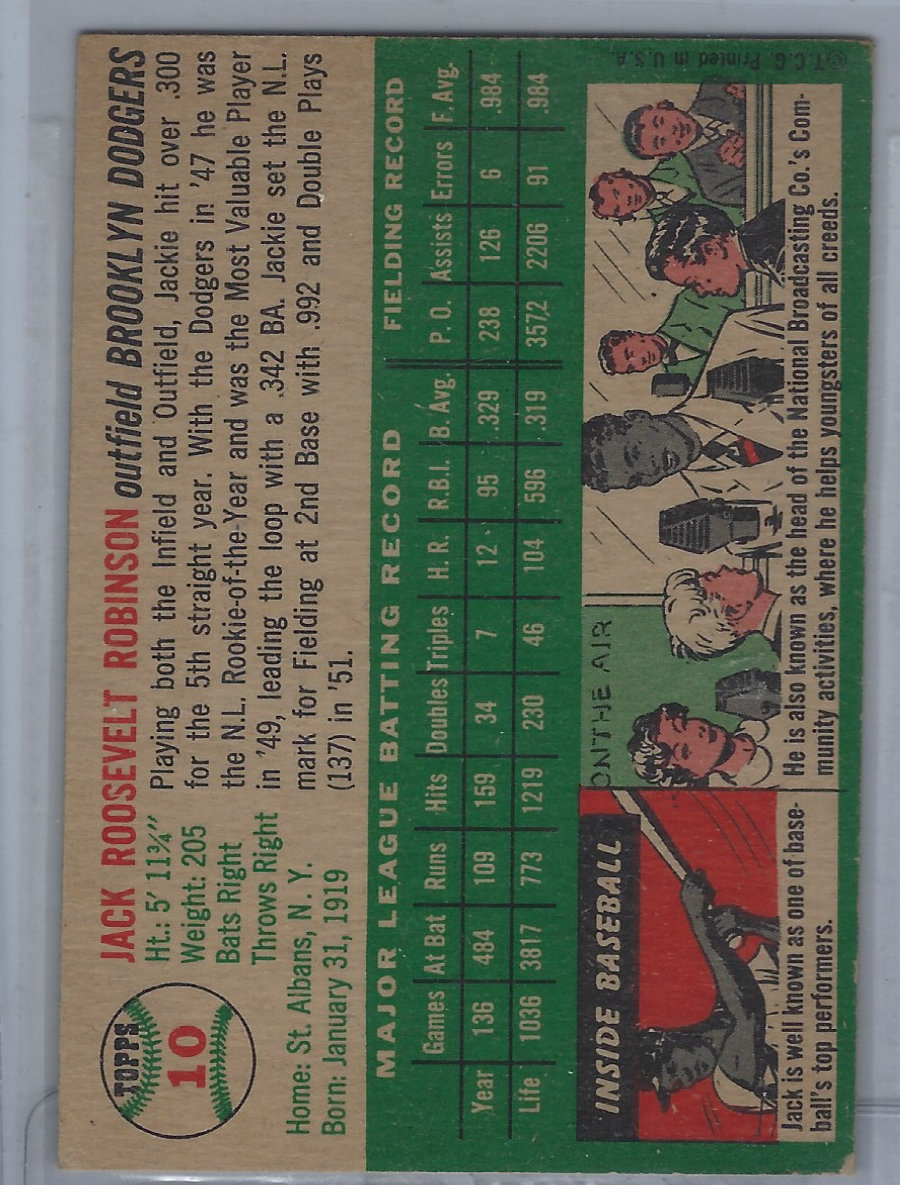 TOPPS
10
JACK ROOSEVELT ROBINSON outfield BROOKLYN DODGERS
Ht.: 5' 11¾"
Weight: 205
Bats Right
Throws Right
Home: St. Albans, N. Y.
Born: January 31, 1919
Playing both the Infield and Outfield, Jackie hit over .300
for the 5th straight year. With the Dodgers in '47 he was
the N.L. Rookie-of-the-Year and was the Most Valuable Player
in '49, leading the loop with a .342 BA. Jackie set the N.L.
mark for Fielding at 2nd Base with .992 and Double Plays
(137) in '51.
MAJOR LEAGUE BATTING RECORD FIELDING RECORD
Games At Bat Runs Hits Doubles Triples H. R. R.B.I. B. Avg. P. O. Assists Errors F. Avg.
Year 136 484 109 159 34 7 12 95 .329 238 126 6 .984
Life 1036 3817 773 1219 230 46 104 596 .319 3572 2206 91 .984
INSIDE BASEBALL
Jack is well known as one of base-
ball's top performers.
ON THE AIR
He is also known as the head of the National Broadcasting Co.'s Com-
munity activities, where he helps youngsters of all creeds.
© T. C. G. Printed in U. S. A.